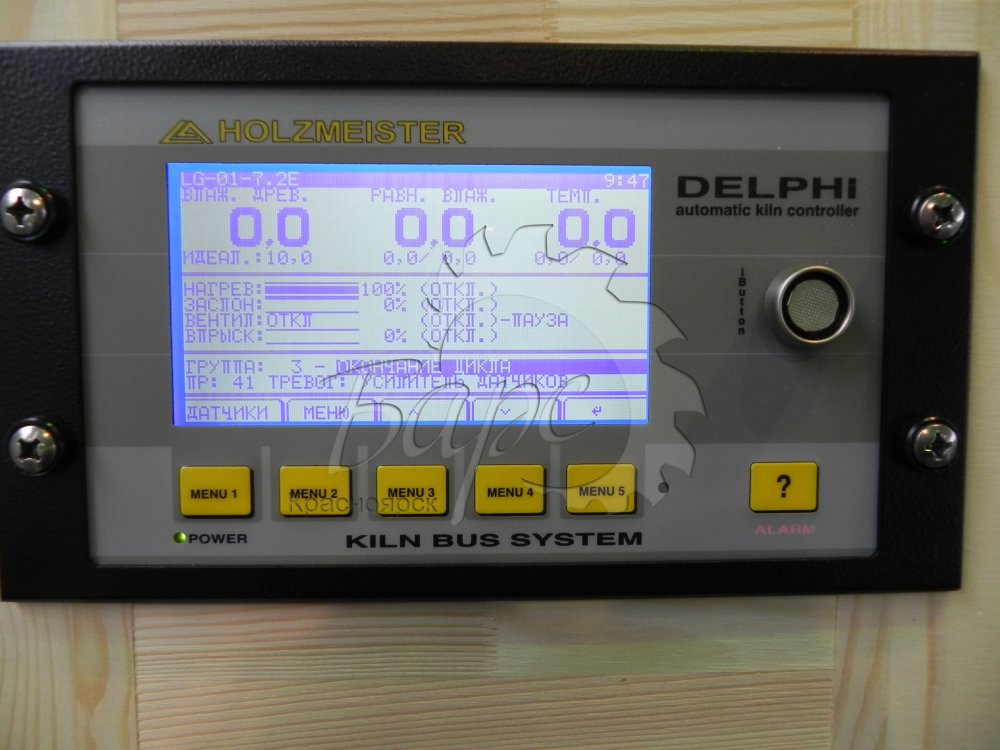 HOLZMEISTER
LG-01-7.2E 9:47
ВЛАЖ. ДРЕВ. РАВН. ВЛАЖ. ТЕМП.
0,0 0,0 0,0
ИДЕАЛ.:10,0 0,0/ 0,0 0,0/ 0,0
НАГРЕВ: 100% (ОТКЛ.)
ЗАСЛОН: 0% (ОТКЛ.)
ВЕНТИЛ:ОТКЛ (ОТКЛ.)-ПАУЗА
ВПРЫСК: 0% (ОТКЛ.)
ГРУППА: 3 - ОКОНЧАНИЕ ЦИКЛА
ПР: 41 ТРЕВОГ: УСИЛИТЕЛЬ ДАТЧИКОВ
ДАТЧИКИ МЕНЮ ^ ⌄ ↵
DELPHI
automatic kiln controller
iButton
Барс
Красноярск
MENU 1 MENU 2 MENU 3 MENU 4 MENU 5 ?
POWER KILN BUS SYSTEM ALARM